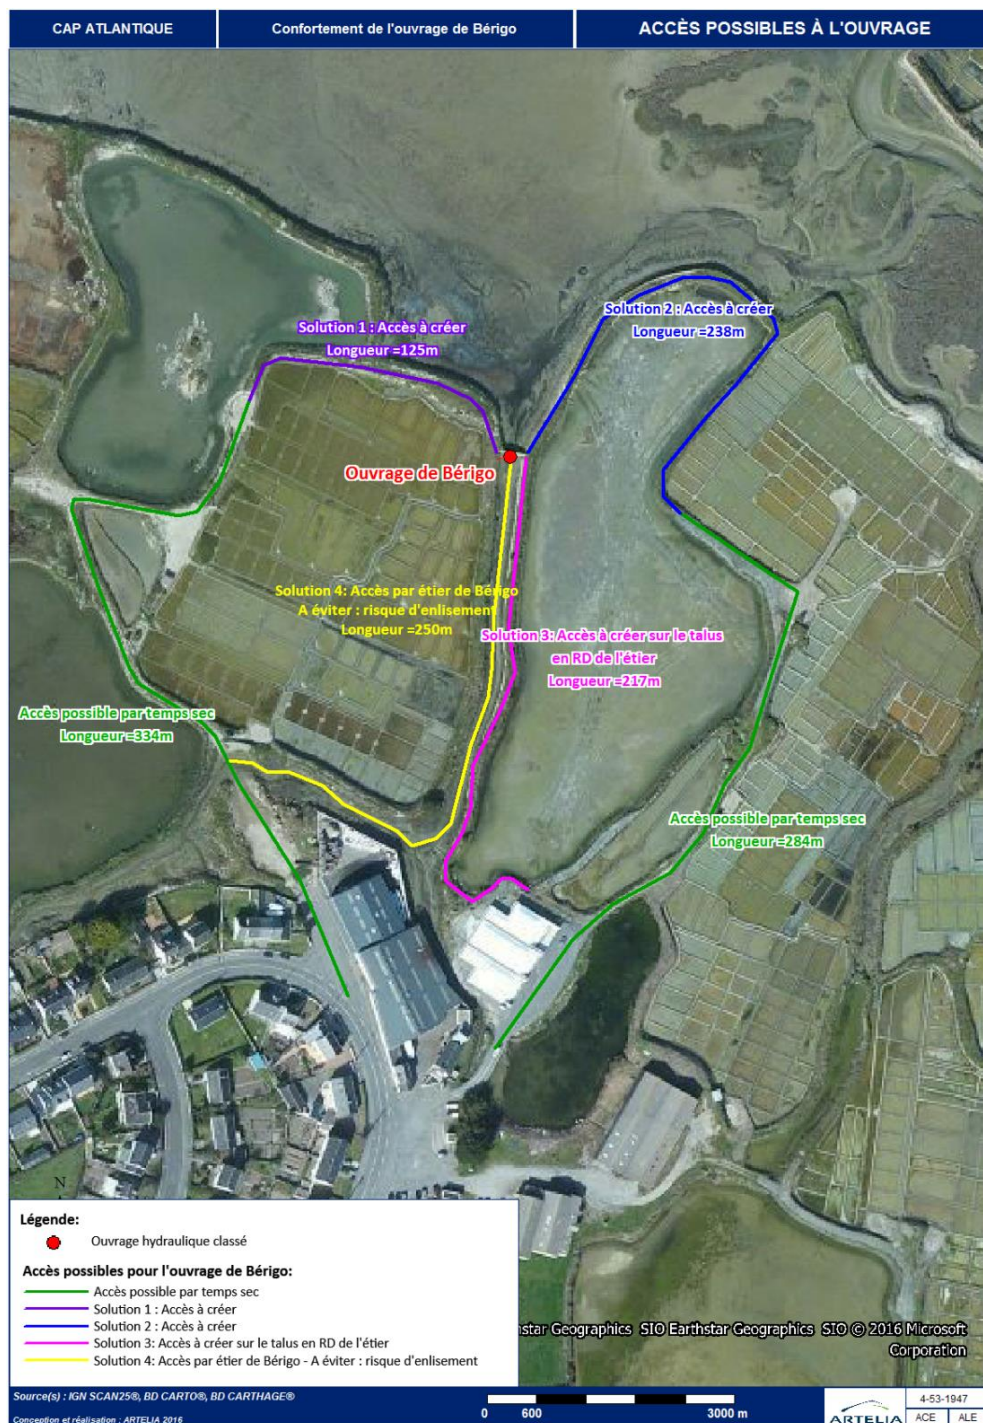 CAP ATLANTIQUE
Confortement de l'ouvrage de Bérigo
ACCÈS POSSIBLES À L'OUVRAGE
Solution 2 : Accès à créer
Longueur =238m
Solution 1 : Accès à créer
Longueur =125m
Ouvrage de Bérigo
Solution 4: Accès par étier de Bérigo
A éviter : risque d'enlisement
Longueur =250m
Solution 3: Accès à créer sur le talus
en RD de l'étier
Longueur =217m
Accès possible par temps sec
Longueur =334m
Accès possible par temps sec
Longueur =284m
N
Légende:
Ouvrage hydraulique classé
Accès possibles pour l'ouvrage de Bérigo:
Accès possible par temps sec
Solution 1 : Accès à créer
Solution 2 : Accès à créer
Solution 3: Accès à créer sur le talus en RD de l'étier
Solution 4: Accès par étier de Bérigo - A éviter : risque d'enlisement
Geographics SIO Earthstar Geographics SIO © 2016 Microsoft
Corporation
Source(s) : IGN SCAN25®, BD CARTO®, BD CARTHAGE®
Conception et réalisation : ARTELIA 2016
0 600 3000 m
ARTELIA
4-53-1947
ACE ALE